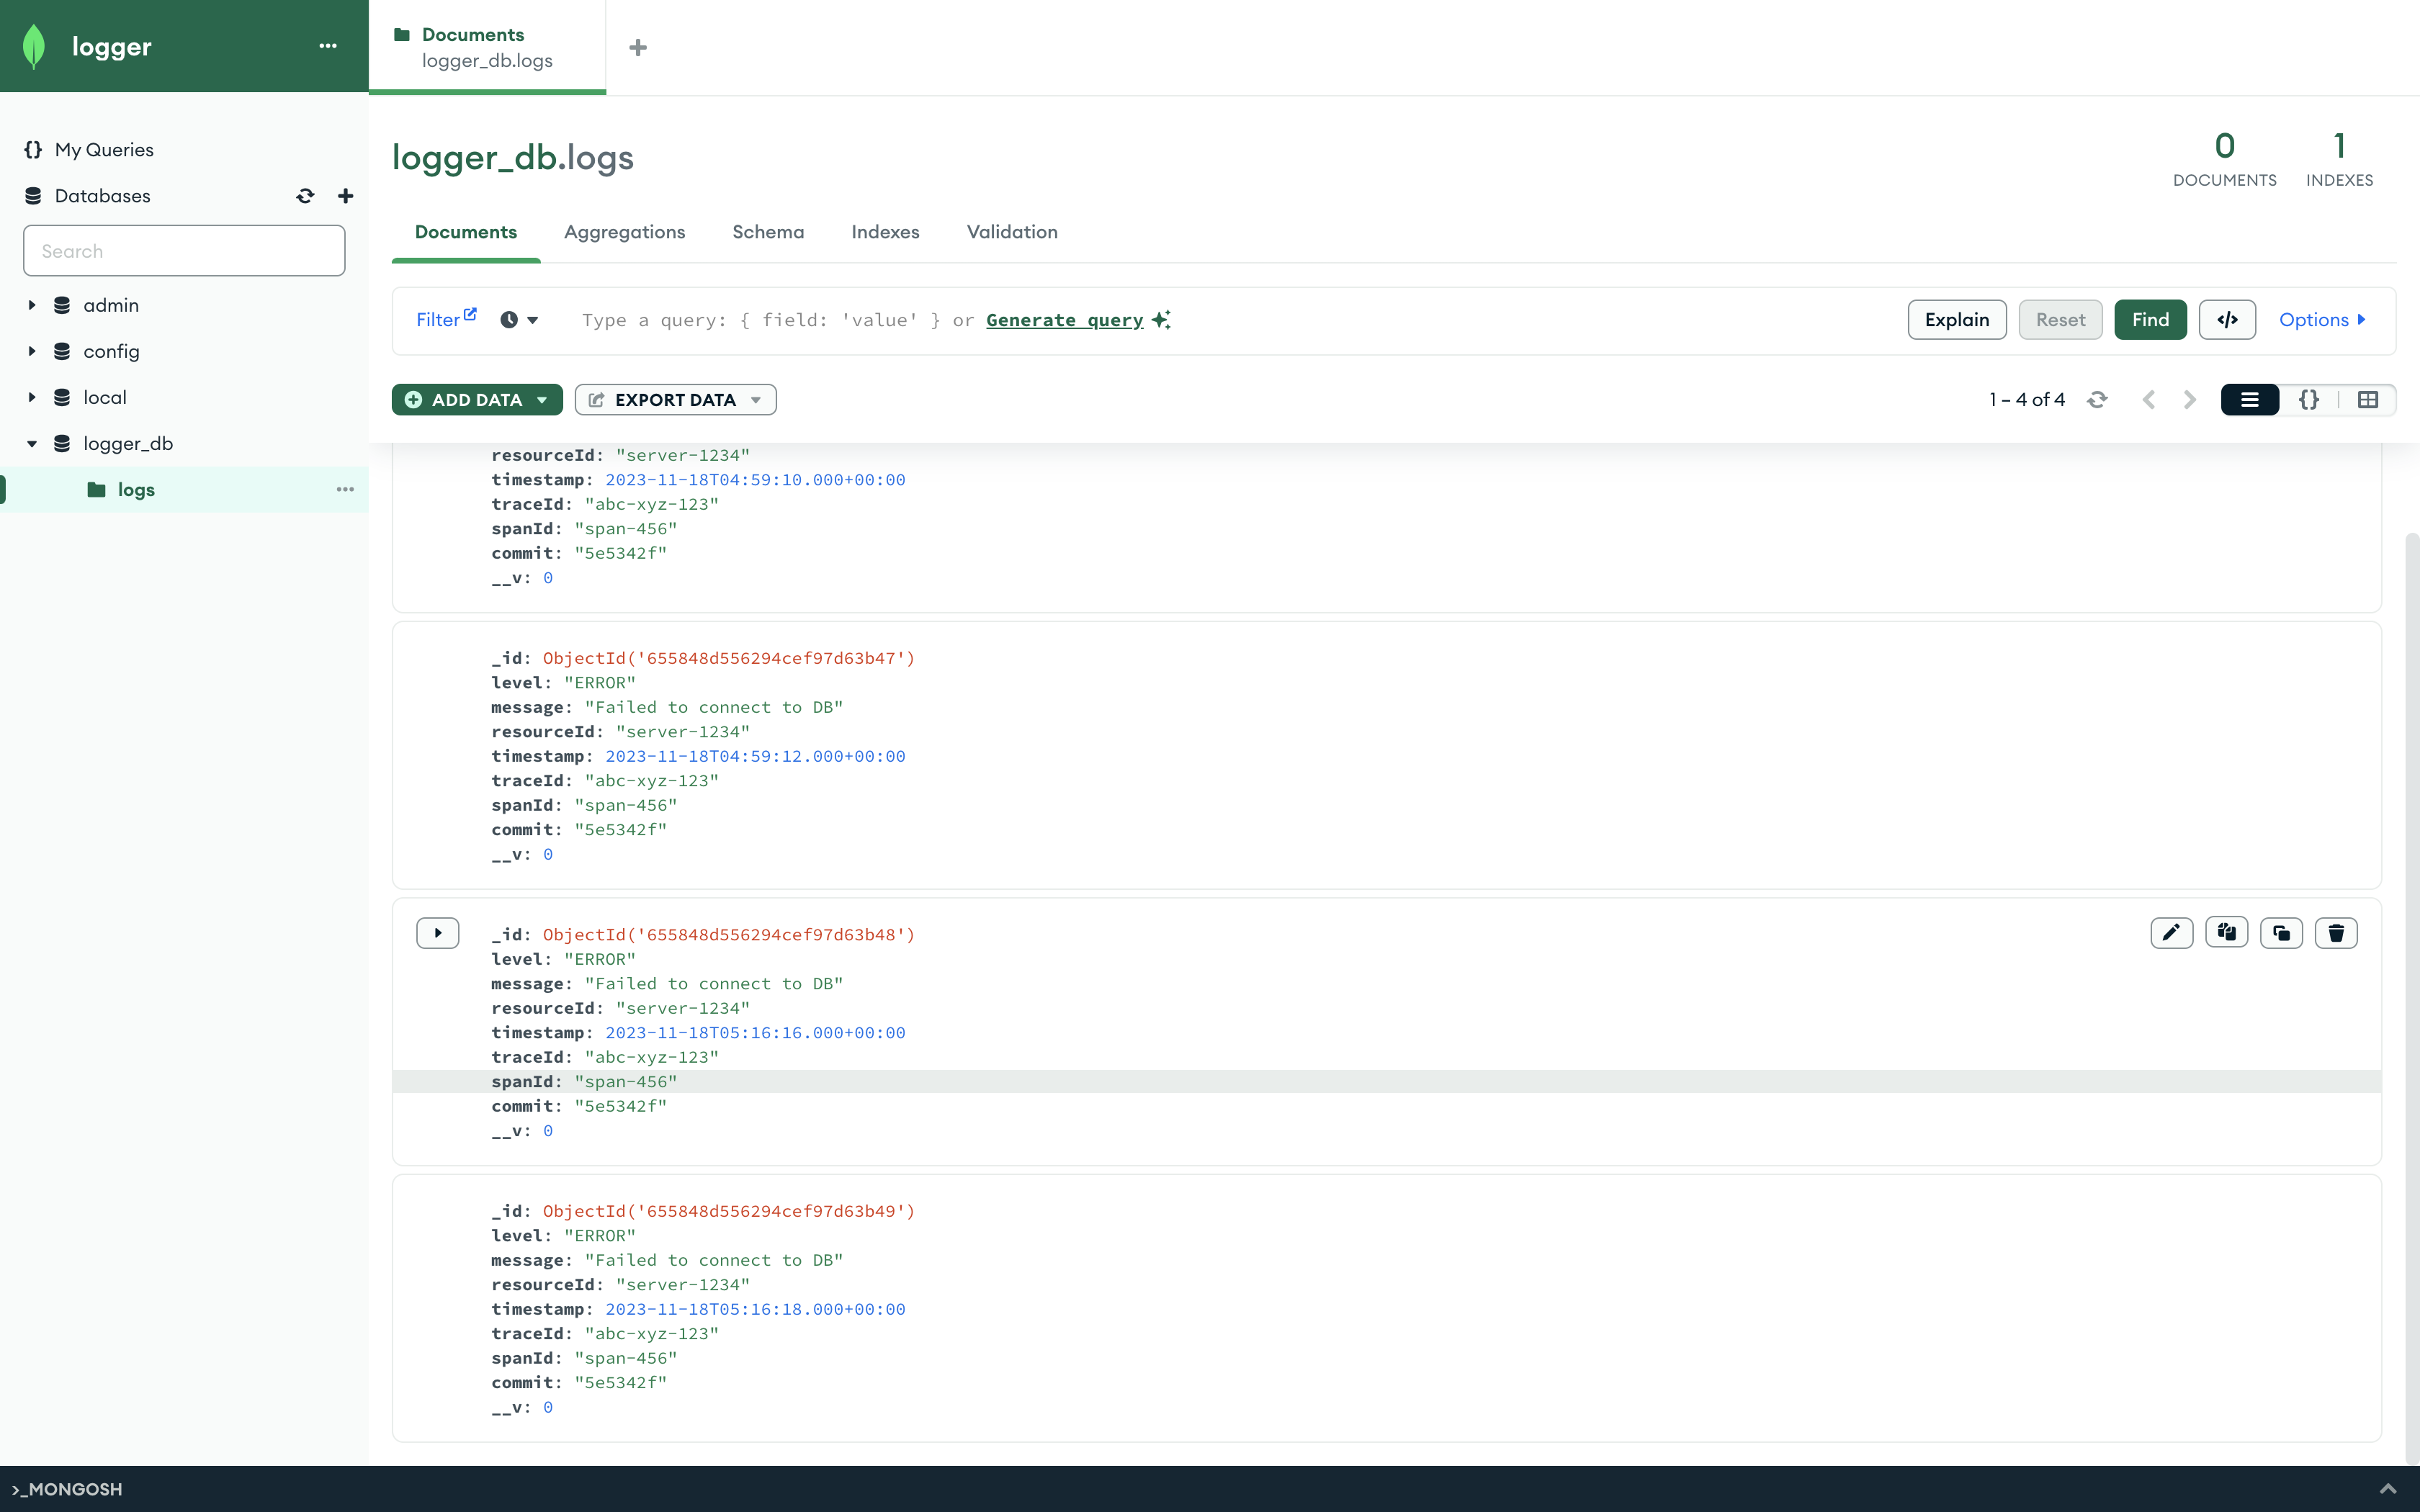 logger
Documents
logger_db.logs
My Queries
Databases
Search
admin
config
local
logger_db
logs
logger_db.logs
0
DOCUMENTS
1
INDEXES
Documents
Aggregations
Schema
Indexes
Validation
Filter
Type a query: { field: 'value' } or Generate query
Explain
Reset
Find
</>
Options
ADD DATA
EXPORT DATA
1 – 4 of 4
{}
resourceId: "server-1234"
timestamp: 2023-11-18T04:59:10.000+00:00
traceId: "abc-xyz-123"
spanId: "span-456"
commit: "5e5342f"
__v: 0
_id: ObjectId('655848d556294cef97d63b47')
level: "ERROR"
message: "Failed to connect to DB"
resourceId: "server-1234"
timestamp: 2023-11-18T04:59:12.000+00:00
traceId: "abc-xyz-123"
spanId: "span-456"
commit: "5e5342f"
__v: 0
_id: ObjectId('655848d556294cef97d63b48')
level: "ERROR"
message: "Failed to connect to DB"
resourceId: "server-1234"
timestamp: 2023-11-18T05:16:16.000+00:00
traceId: "abc-xyz-123"
spanId: "span-456"
commit: "5e5342f"
__v: 0
_id: ObjectId('655848d556294cef97d63b49')
level: "ERROR"
message: "Failed to connect to DB"
resourceId: "server-1234"
timestamp: 2023-11-18T05:16:18.000+00:00
traceId: "abc-xyz-123"
spanId: "span-456"
commit: "5e5342f"
__v: 0
>_MONGOSH